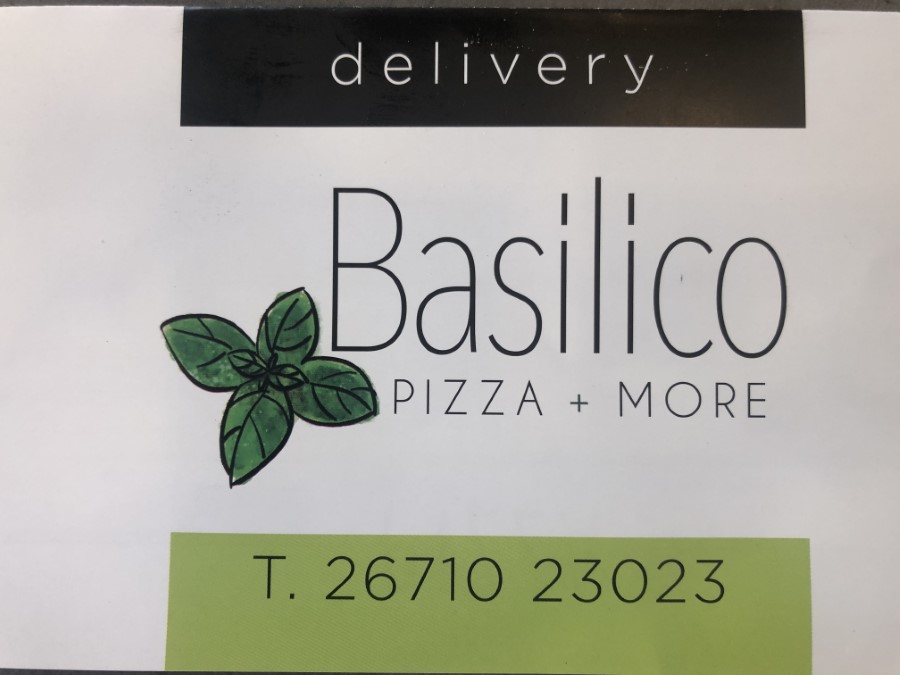 delivery
Basilico
PIZZA + MORE
T. 26710 23023